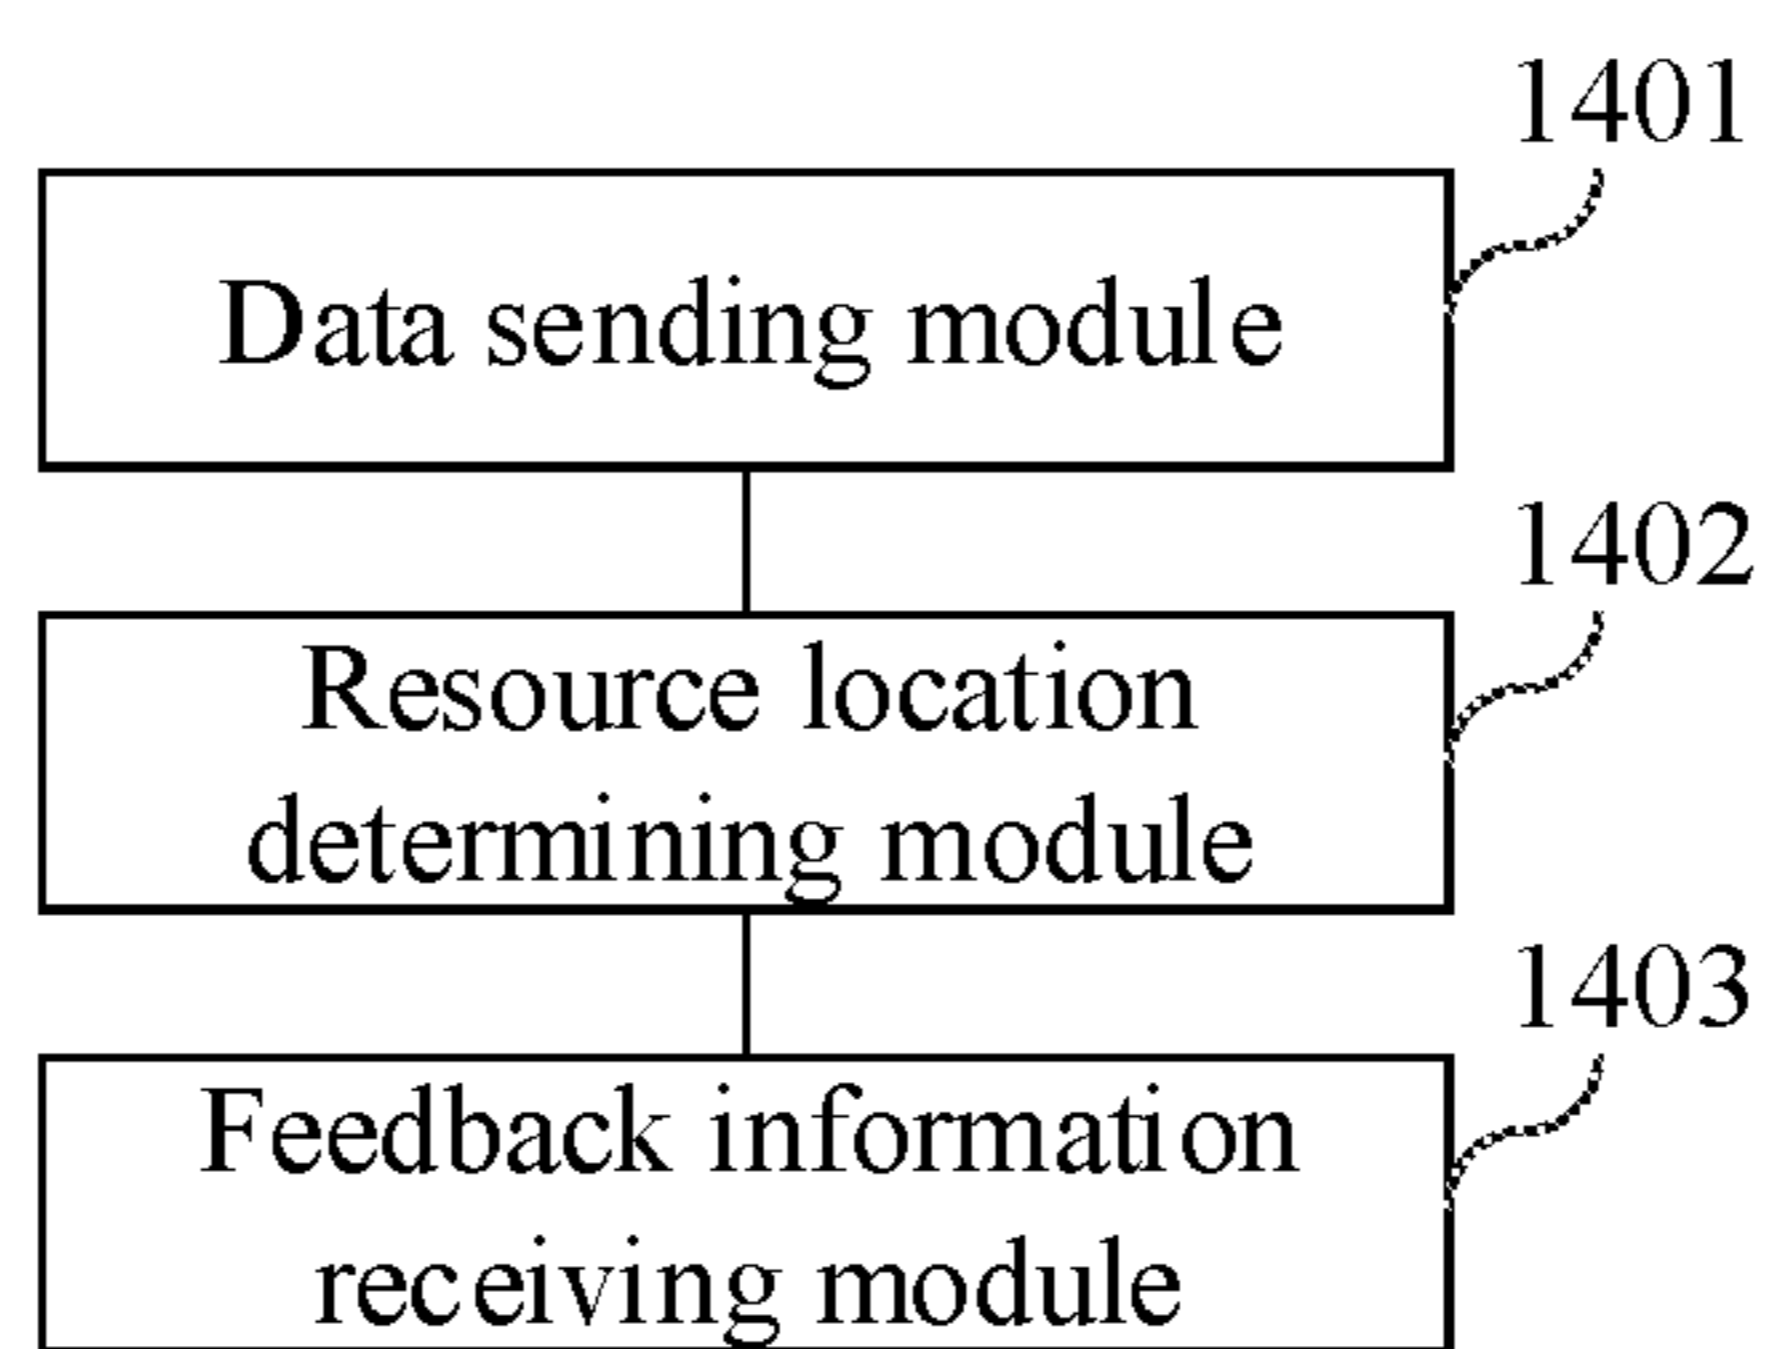 1401
Data sending module
1402
Resource location
determining module
1403
Feedback information
receiving module